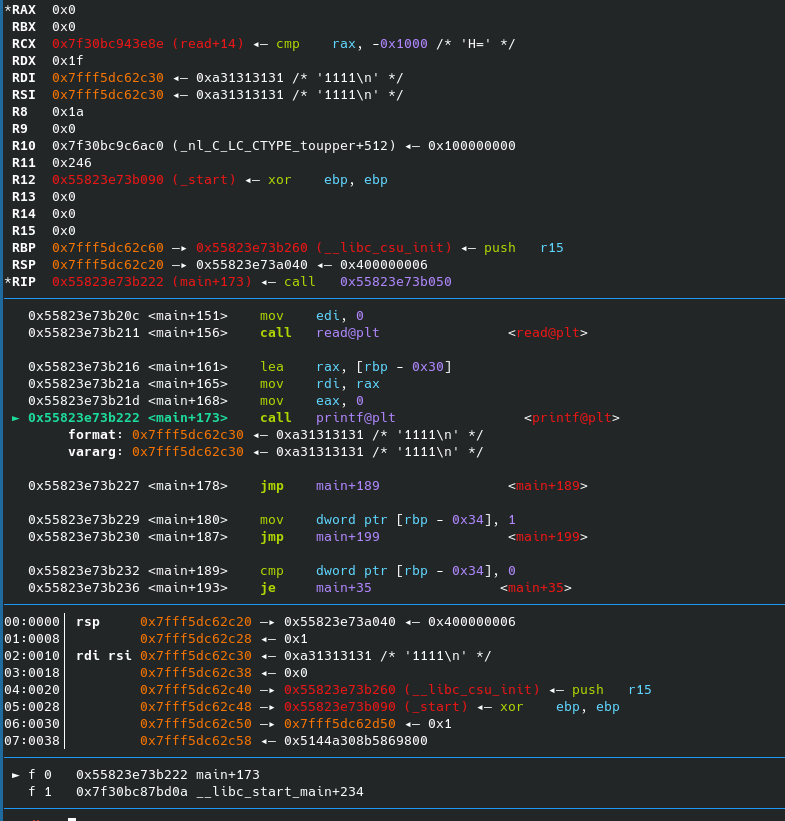 *RAX  0x0
 RBX  0x0
 RCX  0x7f30bc943e8e (read+14) ◂— cmp    rax, -0x1000 /* 'H=' */
 RDX  0x1f
 RDI  0x7fff5dc62c30 ◂— 0xa31313131 /* '1111\n' */
 RSI  0x7fff5dc62c30 ◂— 0xa31313131 /* '1111\n' */
 R8   0x1a
 R9   0x0
 R10  0x7f30bc9c6ac0 (_nl_C_LC_CTYPE_toupper+512) ◂— 0x100000000
 R11  0x246
 R12  0x55823e73b090 (_start) ◂— xor    ebp, ebp
 R13  0x0
 R14  0x0
 R15  0x0
 RBP  0x7fff5dc62c60 —▸ 0x55823e73b260 (__libc_csu_init) ◂— push   r15
 RSP  0x7fff5dc62c20 —▸ 0x55823e73a040 ◂— 0x400000006
*RIP  0x55823e73b222 (main+173) ◂— call   0x55823e73b050
   0x55823e73b20c <main+151>    mov    edi, 0
   0x55823e73b211 <main+156>    call   read@plt                <read@plt>
   0x55823e73b216 <main+161>    lea    rax, [rbp - 0x30]
   0x55823e73b21a <main+165>    mov    rdi, rax
   0x55823e73b21d <main+168>    mov    eax, 0
 ► 0x55823e73b222 <main+173>    call   printf@plt                <printf@plt>
        format: 0x7fff5dc62c30 ◂— 0xa31313131 /* '1111\n' */
        vararg: 0x7fff5dc62c30 ◂— 0xa31313131 /* '1111\n' */
   0x55823e73b227 <main+178>    jmp    main+189                <main+189>
   0x55823e73b229 <main+180>    mov    dword ptr [rbp - 0x34], 1
   0x55823e73b230 <main+187>    jmp    main+199                <main+199>
   0x55823e73b232 <main+189>    cmp    dword ptr [rbp - 0x34], 0
   0x55823e73b236 <main+193>    je     main+35                <main+35>
00:0000│ rsp     0x7fff5dc62c20 —▸ 0x55823e73a040 ◂— 0x400000006
01:0008│         0x7fff5dc62c28 ◂— 0x1
02:0010│ rdi rsi 0x7fff5dc62c30 ◂— 0xa31313131 /* '1111\n' */
03:0018│         0x7fff5dc62c38 ◂— 0x0
04:0020│         0x7fff5dc62c40 —▸ 0x55823e73b260 (__libc_csu_init) ◂— push   r15
05:0028│         0x7fff5dc62c48 —▸ 0x55823e73b090 (_start) ◂— xor    ebp, ebp
06:0030│         0x7fff5dc62c50 —▸ 0x7fff5dc62d50 ◂— 0x1
07:0038│         0x7fff5dc62c58 ◂— 0x5144a308b5869800
 ► f 0   0x55823e73b222 main+173
   f 1   0x7f30bc87bd0a __libc_start_main+234